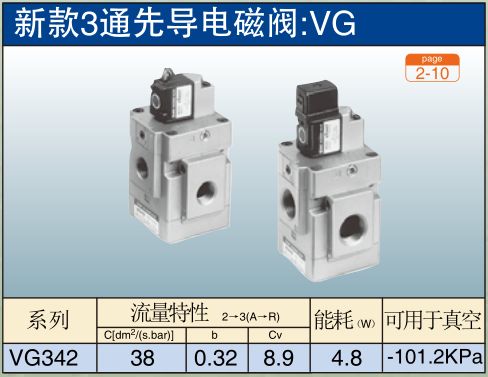 新款3通先导电磁阀:VG
page
2-10
系列 流量特性 2→3(A→R) 能耗(W) 可用于真空
C[dm²/(s.bar)] b Cv
VG342 38 0.32 8.9 4.8 -101.2KPa